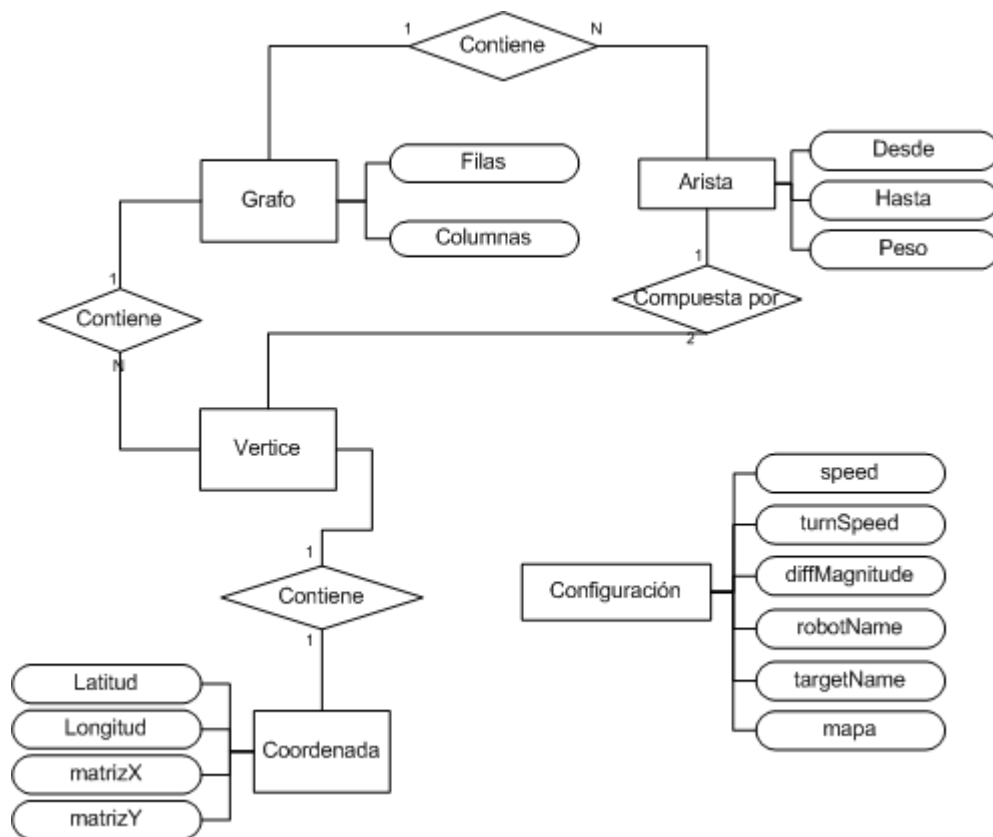 1
Contiene
N
Grafo
Filas
Columnas
Arista
Desde
Hasta
Peso
1
Contiene
N
1
Compuesta por
2
Vertice
1
Contiene
1
Latitud
Longitud
matrizX
matrizY
Coordenada
Configuración
speed
turnSpeed
diffMagnitude
robotName
targetName
mapa